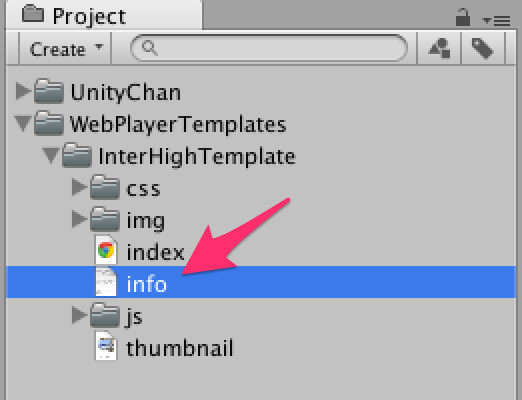 Project
Create
UnityChan
WebPlayerTemplates
InterHighTemplate
css
img
index
info
js
thumbnail